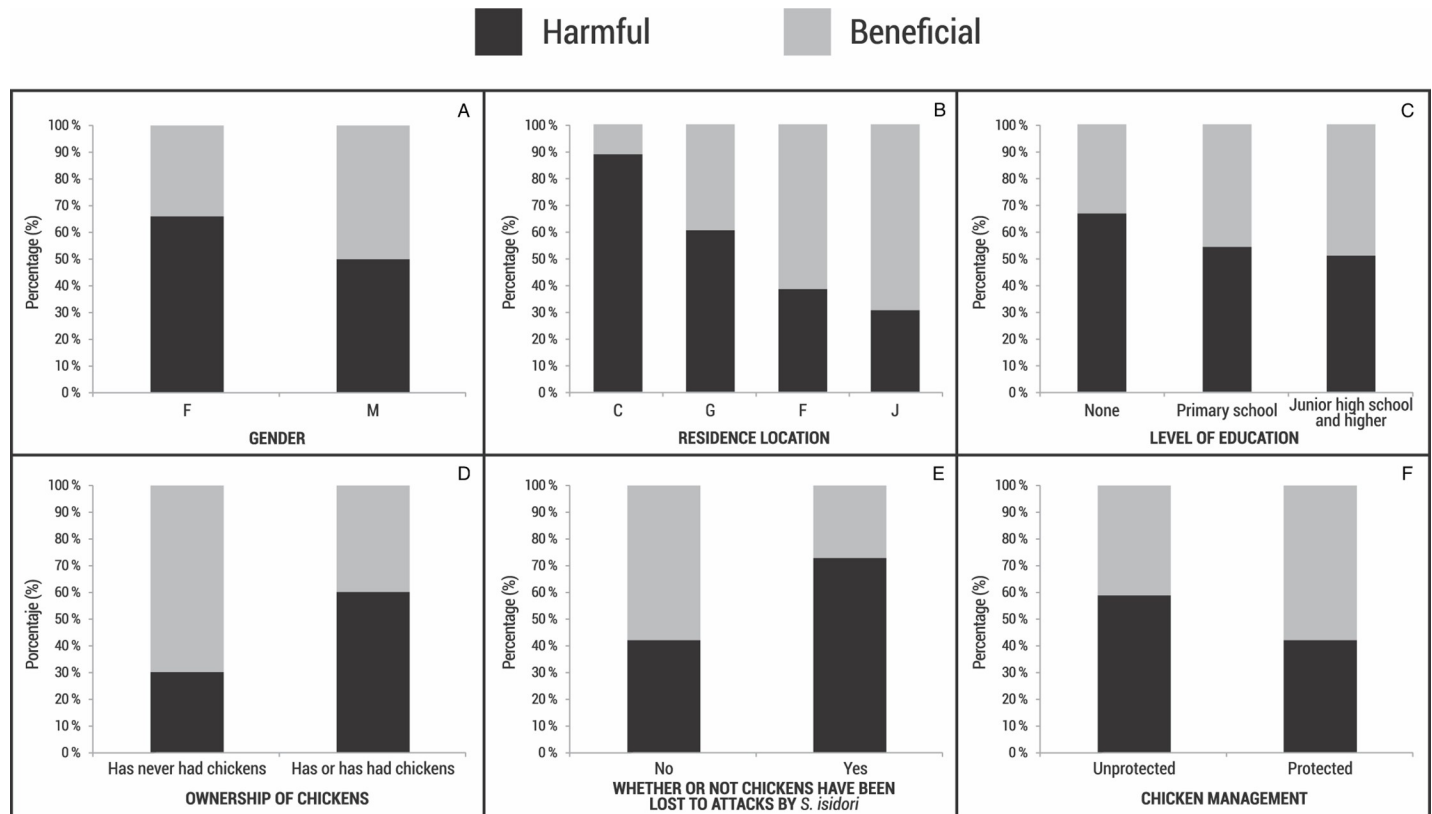 Harmful Beneficial
A
100 %
90 %
80 %
70 %
60 %
50 %
40 %
30 %
20 %
10 %
0 %
Percentage (%)
F M
GENDER
B
100 %
90 %
80 %
70 %
60 %
50 %
40 %
30 %
20 %
10 %
0 %
Percentage (%)
C G F J
RESIDENCE LOCATION
C
100 %
90 %
80 %
70 %
60 %
50 %
40 %
30 %
20 %
10 %
0 %
Percentage (%)
None Primary school Junior high school
and higher
LEVEL OF EDUCATION
D
100 %
90 %
80 %
70 %
60 %
50 %
40 %
30 %
20 %
10 %
0 %
Porcentaje (%)
Has never had chickens Has or has had chickens
OWNERSHIP OF CHICKENS
E
100 %
90 %
80 %
70 %
60 %
50 %
40 %
30 %
20 %
10 %
0 %
Percentage (%)
No Yes
WHETHER OR NOT CHICKENS HAVE BEEN
LOST TO ATTACKS BY S. isidori
F
100 %
90 %
80 %
70 %
60 %
50 %
40 %
30 %
20 %
10 %
0 %
Percentage (%)
Unprotected Protected
CHICKEN MANAGEMENT